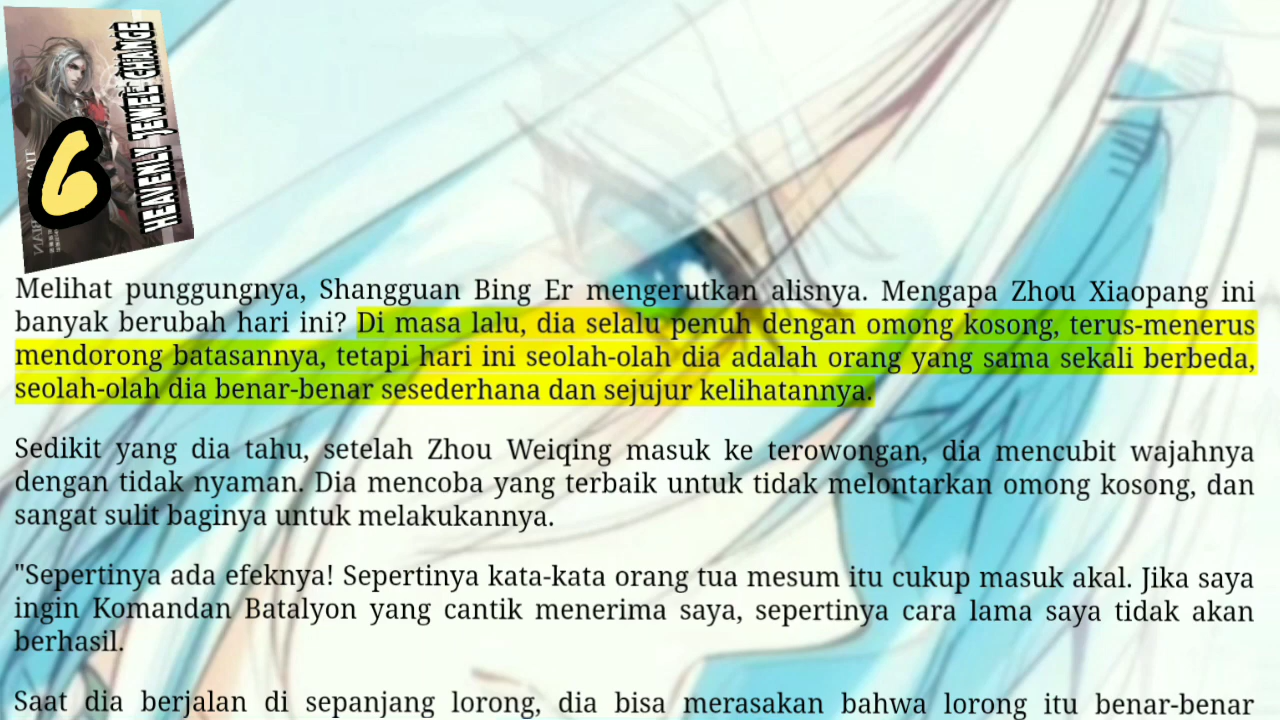 HEAVENLY JEWEL CHANGE
6
Melihat punggungnya, Shangguan Bing Er mengerutkan alisnya. Mengapa Zhou Xiaopang ini
banyak berubah hari ini? Di masa lalu, dia selalu penuh dengan omong kosong, terus-menerus
mendorong batasannya, tetapi hari ini seolah-olah dia adalah orang yang sama sekali berbeda,
seolah-olah dia benar-benar sesederhana dan sejujur kelihatannya.
Sedikit yang dia tahu, setelah Zhou Weiqing masuk ke terowongan, dia mencubit wajahnya
dengan tidak nyaman. Dia mencoba yang terbaik untuk tidak melontarkan omong kosong, dan
sangat sulit baginya untuk melakukannya.
"Sepertinya ada efeknya! Sepertinya kata-kata orang tua mesum itu cukup masuk akal. Jika saya
ingin Komandan Batalyon yang cantik menerima saya, sepertinya cara lama saya tidak akan
berhasil.
Saat dia berjalan di sepanjang lorong, dia bisa merasakan bahwa lorong itu benar-benar